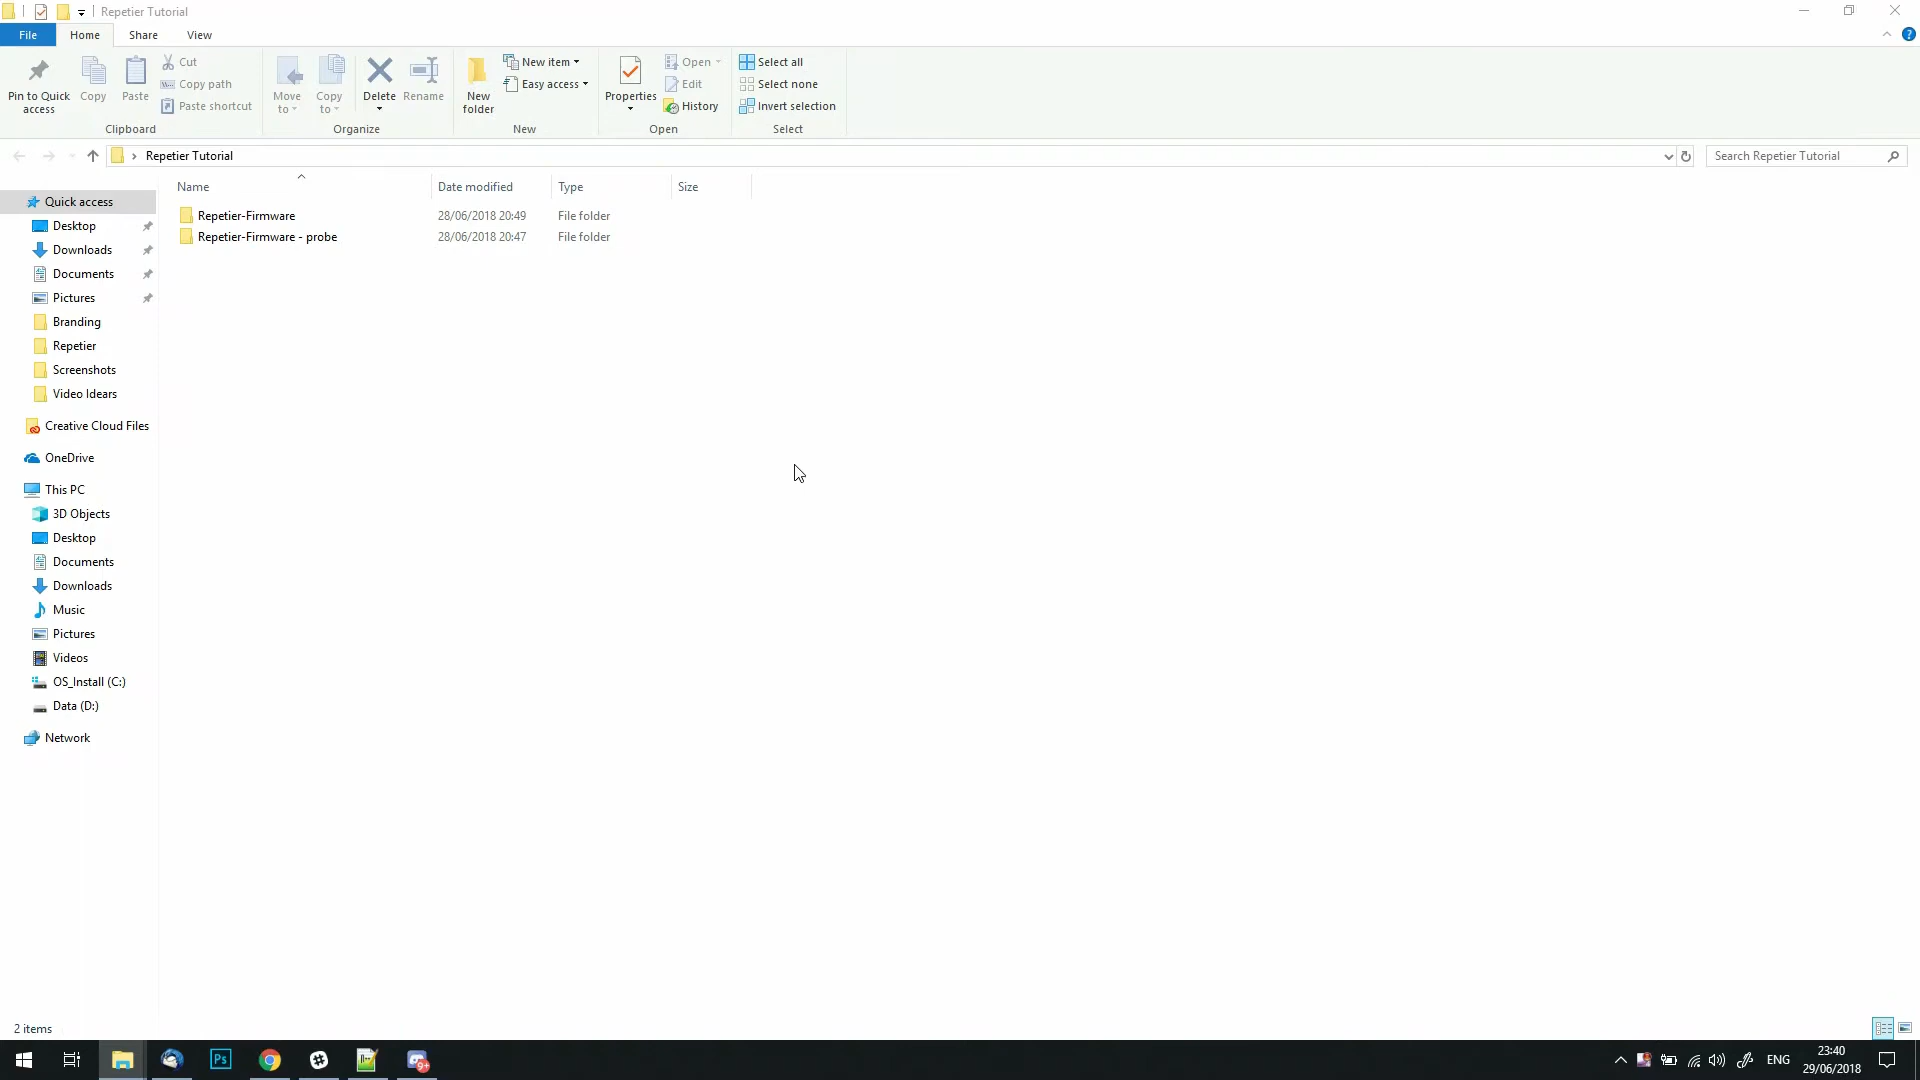 Repetier Tutorial
File Home Share View
Pin to Quick access
Copy
Paste
Cut
Copy path
Paste shortcut
Clipboard
Move to
Copy to
Delete
Rename
Organize
New folder
New item
Easy access
New
Properties
Open
Edit
History
Open
Select all
Select none
Invert selection
Select
Repetier Tutorial
Search Repetier Tutorial
Name Date modified Type Size
Repetier-Firmware 28/06/2018 20:49 File folder
Repetier-Firmware - probe 28/06/2018 20:47 File folder
Quick access
Desktop
Downloads
Documents
Pictures
Branding
Repetier
Screenshots
Video Idears
Creative Cloud Files
OneDrive
This PC
3D Objects
Desktop
Documents
Downloads
Music
Pictures
Videos
OS_Install (C:)
Data (D:)
Network
2 items
Ps
9+
ENG
23:40
29/06/2018